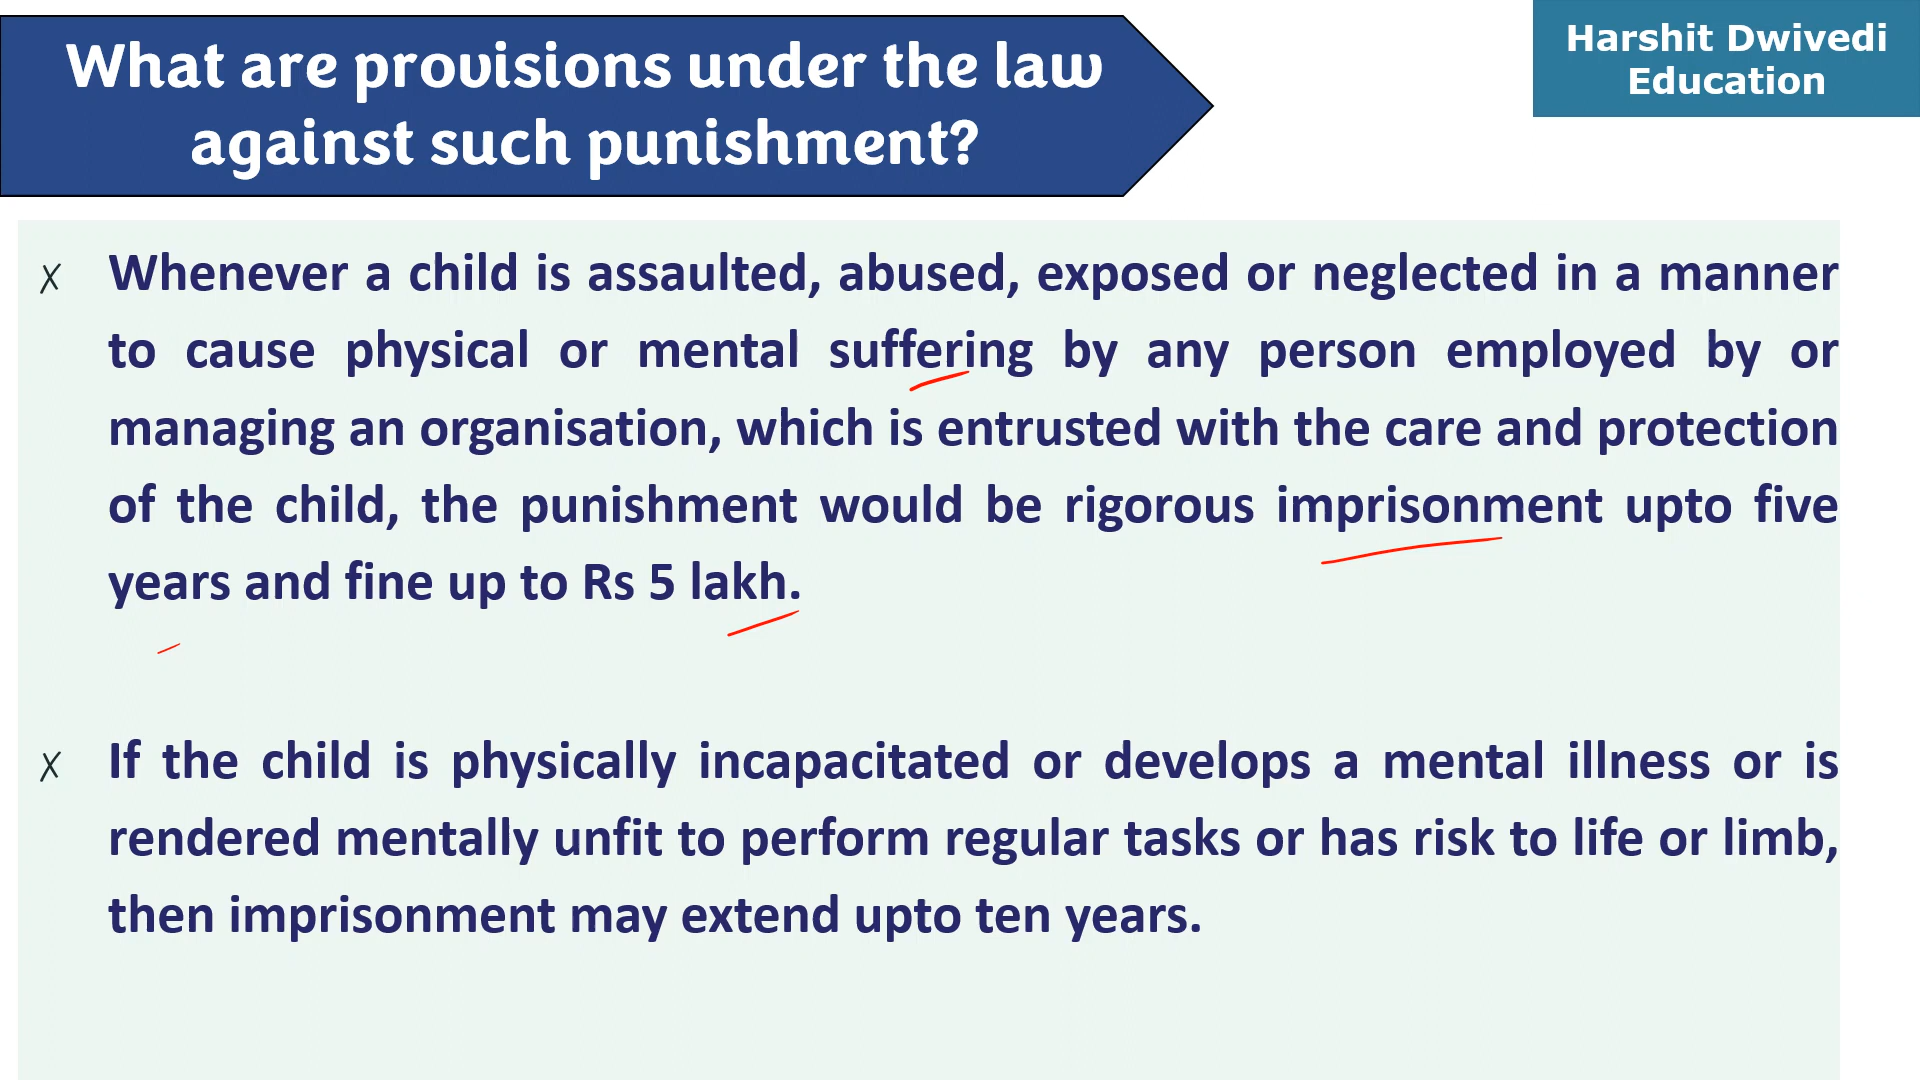 What are provisions under the law
against such punishment?
Harshit Dwivedi
Education
Whenever a child is assaulted, abused, exposed or neglected in a manner
to cause physical or mental suffering by any person employed by or
managing an organisation, which is entrusted with the care and protection
of the child, the punishment would be rigorous imprisonment upto five
years and fine up to Rs 5 lakh.
If the child is physically incapacitated or develops a mental illness or is
rendered mentally unfit to perform regular tasks or has risk to life or limb,
then imprisonment may extend upto ten years.